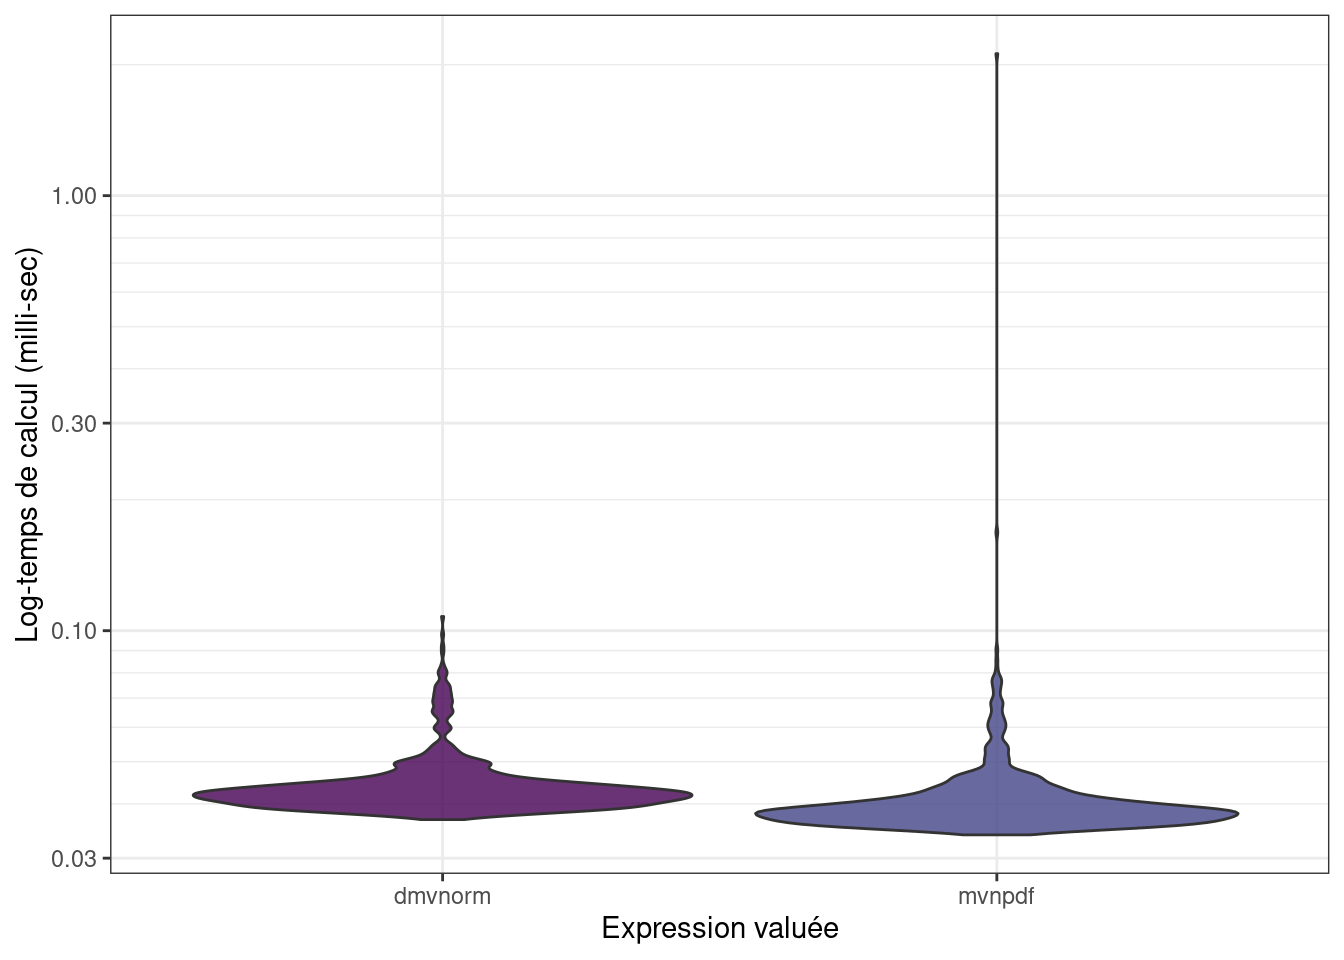 Log-temps de calcul (milli-sec)
1.00
0.30
0.10
0.03
dmvnorm
mvnpdf
Expression valuée